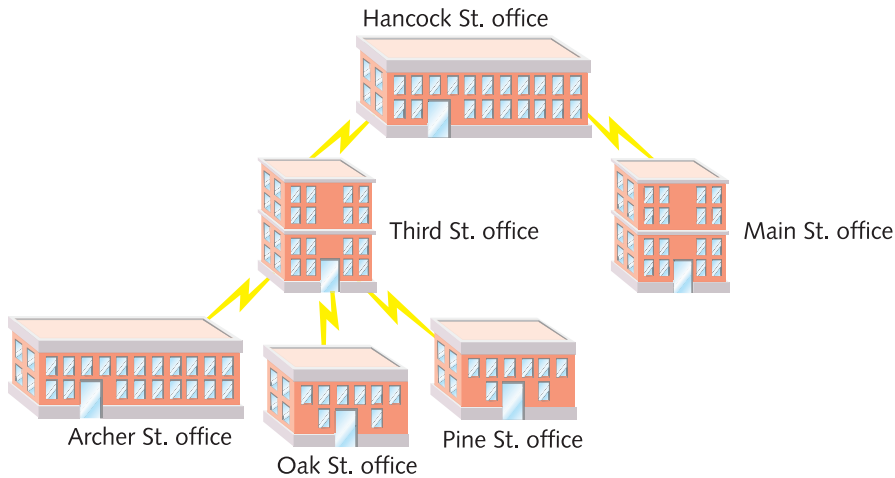 Hancock St. office
Third St. office
Main St. office
Archer St. office
Oak St. office
Pine St. office